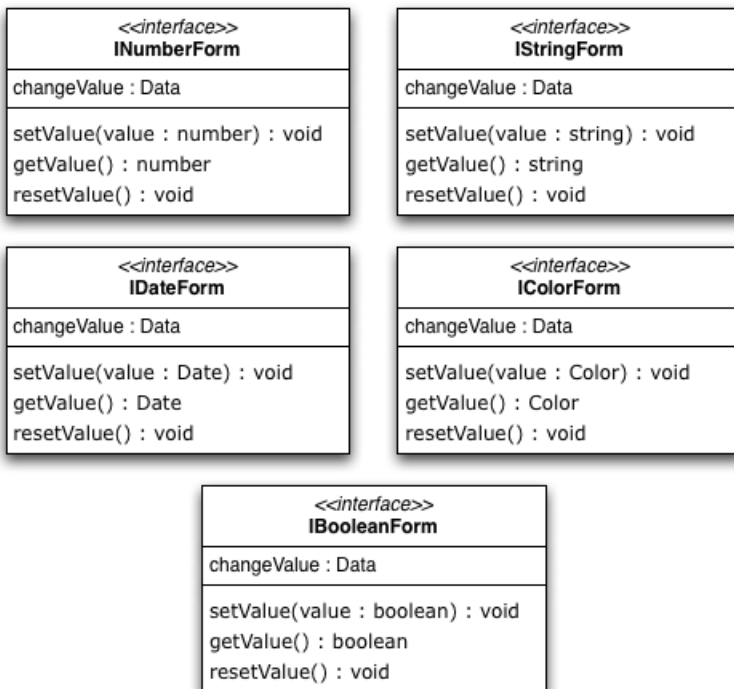 <<interface>>
INumberForm
changeValue : Data
setValue(value : number) : void
getValue() : number
resetValue() : void
<<interface>>
IStringForm
changeValue : Data
setValue(value : string) : void
getValue() : string
resetValue() : void
<<interface>>
IDateForm
changeValue : Data
setValue(value : Date) : void
getValue() : Date
resetValue() : void
<<interface>>
IColorForm
changeValue : Data
setValue(value : Color) : void
getValue() : Color
resetValue() : void
<<interface>>
IBooleanForm
changeValue : Data
setValue(value : boolean) : void
getValue() : boolean
resetValue() : void